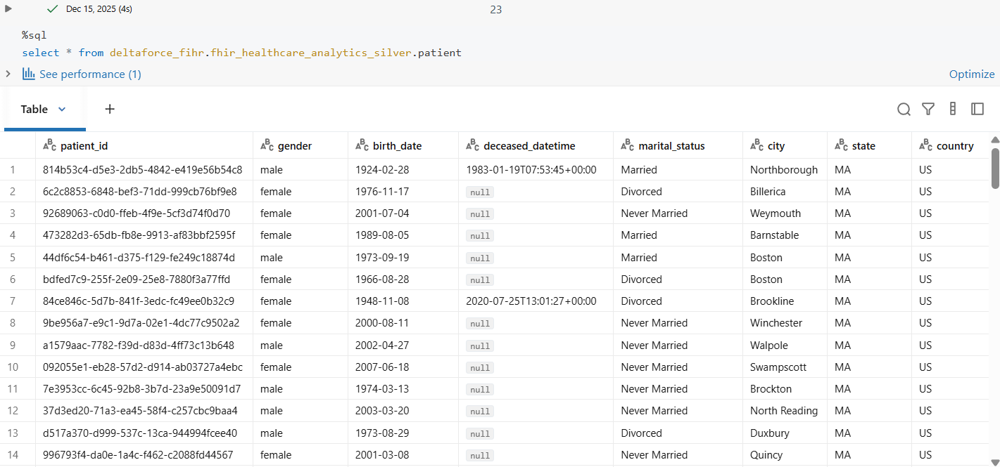 Dec 15, 2025 (4s) 23
%sql
select * from deltaforce_fihr.fhir_healthcare_analytics_silver.patient
See performance (1) Optimize
Table
patient_id gender birth_date deceased_datetime marital_status city state country
1 814b53c4-d5e3-2db5-4842-e419e56b54c8 male 1924-02-28 1983-01-19T07:53:45+00:00 Married Northborough MA US
2 6c2c8853-6848-bef3-71dd-999cb76bf9e8 female 1976-11-17 null Divorced Billerica MA US
3 92689063-c0d0-ffeb-4f9e-5cf3d74f0d70 female 2001-07-04 null Never Married Weymouth MA US
4 473282d3-65db-fb8e-9913-af83bbf2595f female 1989-08-05 null Married Barnstable MA US
5 44df6c54-b461-d375-f129-fe249c18874d male 1973-09-19 null Married Boston MA US
6 bdfed7c9-255f-2e09-25e8-7880f3a77ffd female 1966-08-28 null Divorced Boston MA US
7 84ce846c-5d7b-841f-3edc-fc49ee0b32c9 female 1948-11-08 2020-07-25T13:01:27+00:00 Divorced Brookline MA US
8 9be956a7-e9c1-9d7a-02e1-4dc77c9502a2 female 2000-08-11 null Never Married Winchester MA US
9 a1579aac-7782-f39d-d83d-4ff73c13b648 male 2002-04-27 null Never Married Walpole MA US
10 092055e1-eb28-57d2-d914-ab03727a4ebc female 2007-06-18 null Never Married Swampscott MA US
11 7e3953cc-6c45-92b8-3b7d-23a9e50091d7 male 1974-03-13 null Never Married Brockton MA US
12 37d3ed20-71a3-ea45-58f4-c257cbc9baa4 male 2003-03-20 null Never Married North Reading MA US
13 d517a370-d999-537c-13ca-944994fcee40 male 1973-08-29 null Divorced Duxbury MA US
14 996793f4-da0e-1a4c-f462-c2088fd44567 female 2001-03-08 null Never Married Quincy MA US